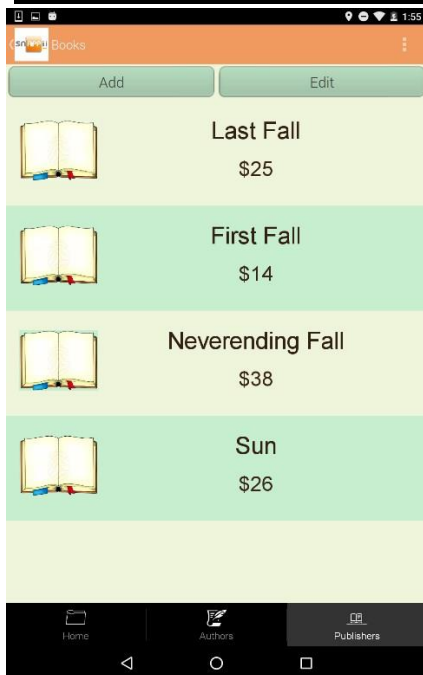 1:55
Books
Add Edit
Last Fall
$25
First Fall
$14
Neverending Fall
$38
Sun
$26
Home Authors Publishers